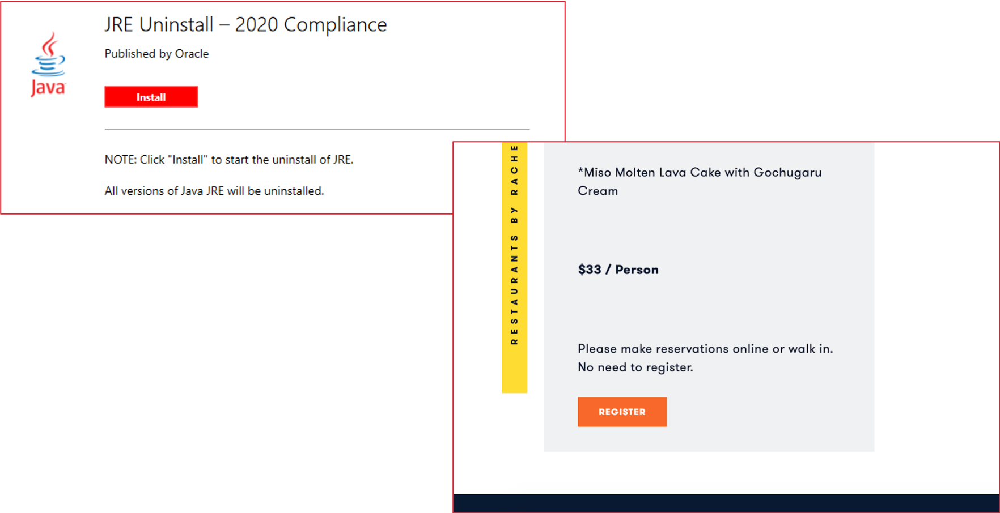 JRE Uninstall – 2020 Compliance
Published by Oracle
Java
Install
NOTE: Click "Install" to start the uninstall of JRE.
All versions of Java JRE will be uninstalled.
RESTAURANTS BY RACHE
*Miso Molten Lava Cake with Gochugaru
Cream
$33 / Person
Please make reservations online or walk in.
No need to register.
REGISTER